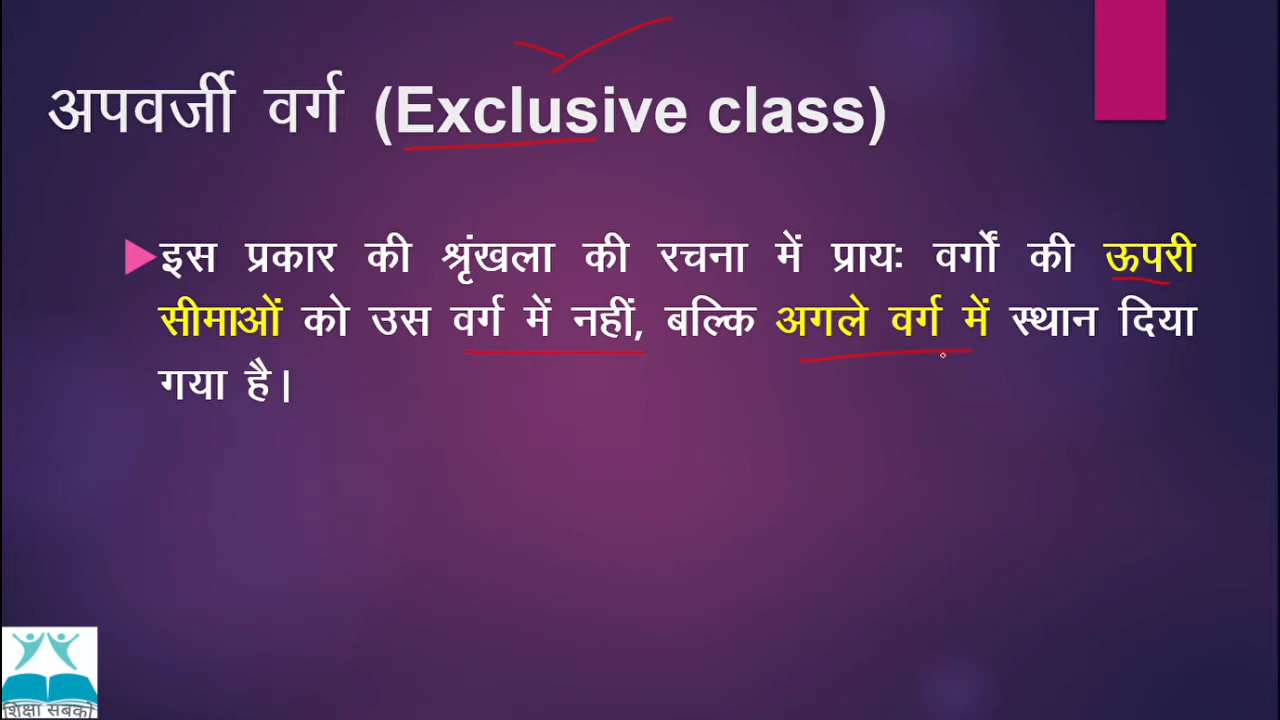 अपवर्जी वर्ग (Exclusive class)
इस प्रकार की श्रृंखला की रचना में प्रायः वर्गों की ऊपरी
सीमाओं को उस वर्ग में नहीं, बल्कि अगले वर्ग में स्थान दिया
गया है।
शिक्षा सबको